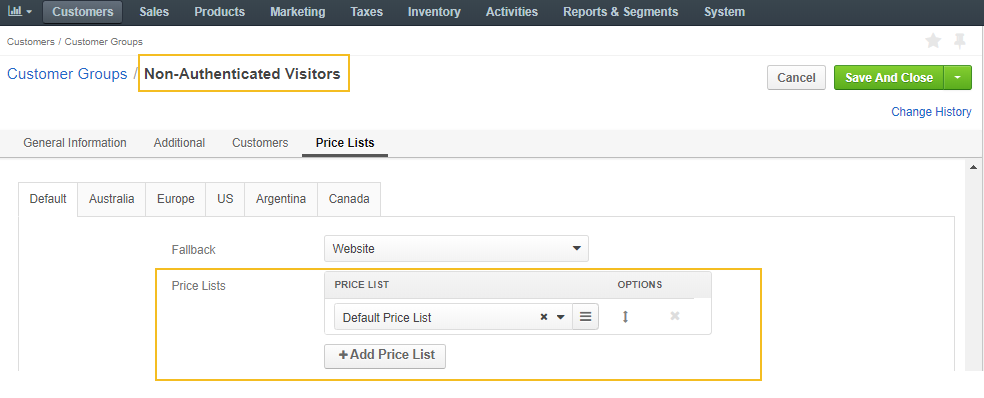 Customers Sales Products Marketing Taxes Inventory Activities Reports & Segments System
Customers / Customer Groups
Customer Groups / Non-Authenticated Visitors
Cancel Save And Close
Change History
General Information Additional Customers Price Lists
Default Australia Europe US Argentina Canada
Fallback Website
Price Lists PRICE LIST OPTIONS
Default Price List
+Add Price List